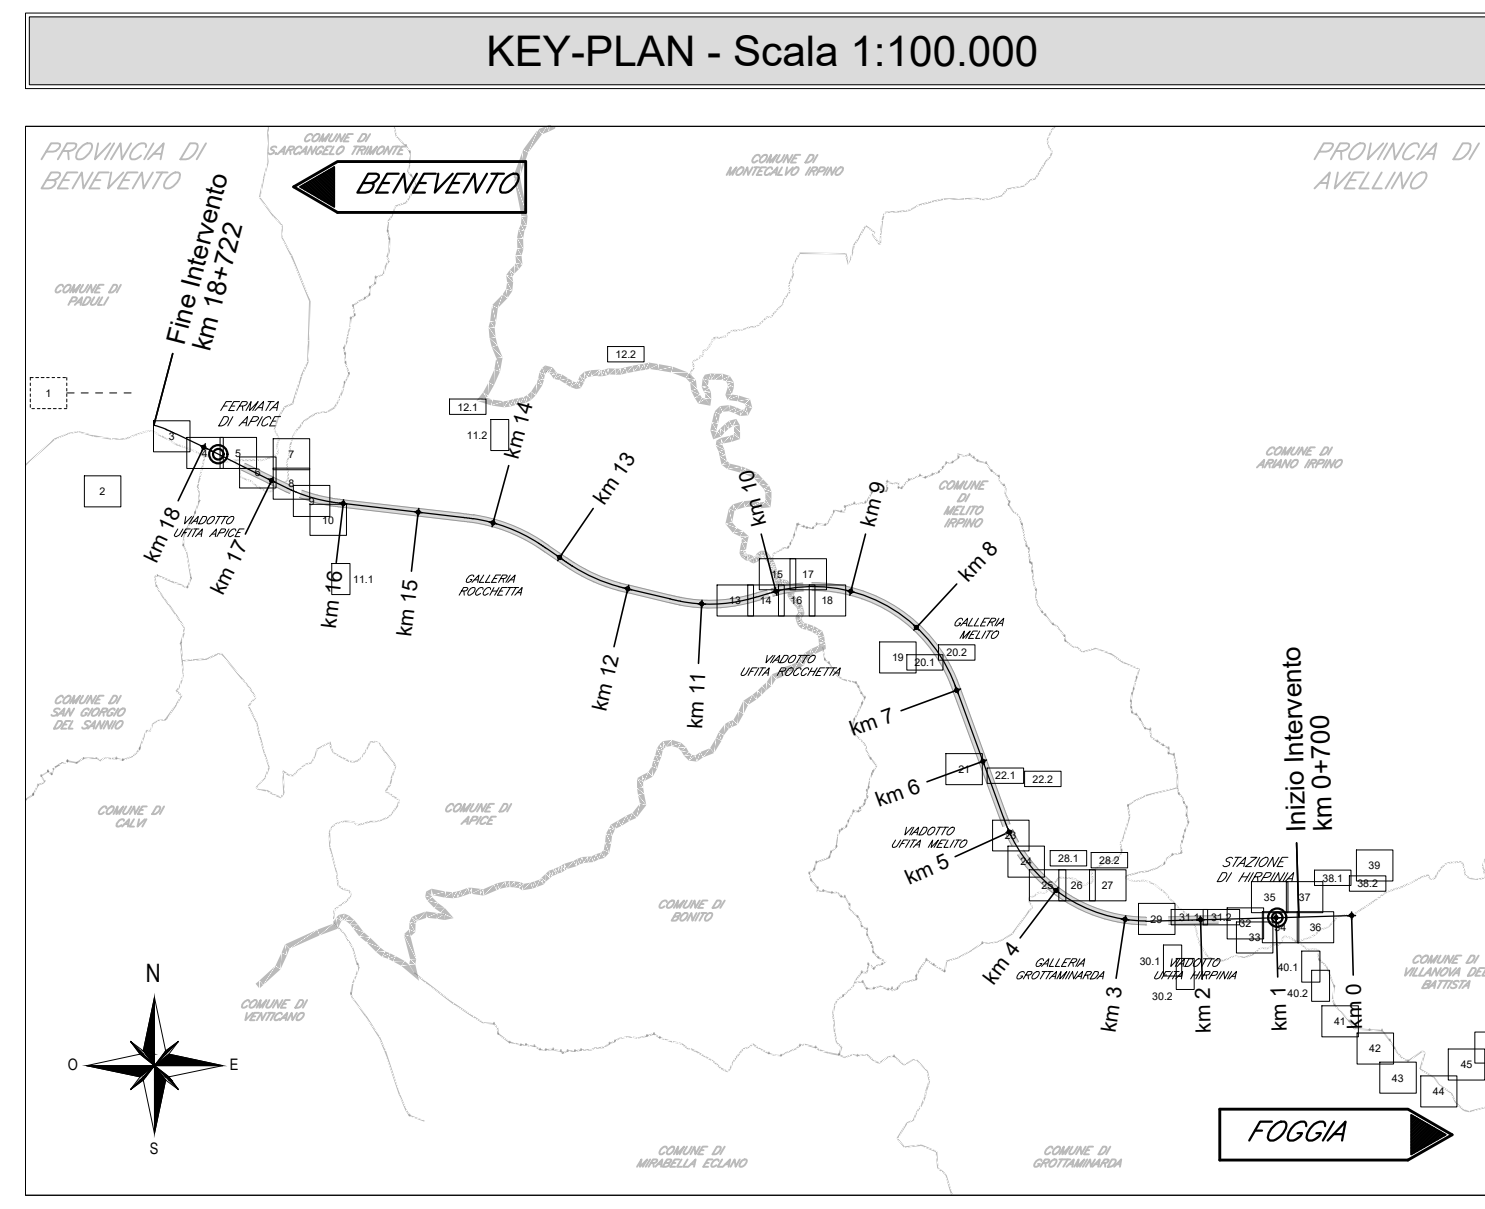 KEY-PLAN - Scala 1:100.000
PROVINCIA DI
BENEVENTO
COMUNE DI
S.ARCANGELO TRIMONTE
BENEVENTO
COMUNE DI
MONTECALVO IRPINO
PROVINCIA DI
AVELLINO
Fine Intervento
km 18+722
COMUNE DI
PADULI
1
12.2
12.1
11.2
km 14
FERMATA
DI APICE
3
4
5
6
7
8
9
10
2
VIADOTTO
UFITA APICE
km 18
km 17
km 16
11.1
km 15
GALLERIA
ROCCHETTA
km 13
km 12
km 11
km 10
km 9
COMUNE
DI
MELITO
IRPINO
COMUNE DI
ARIANO IRPINO
15
17
13
14
16
18
km 8
GALLERIA
MELITO
19
20.1
20.2
VIADOTTO
UFITA ROCCHETTA
km 7
COMUNE DI
SAN GIORGIO
DEL SANNIO
Inizio Intervento
km 0+700
21
22.1
22.2
km 6
COMUNE DI
CALVI
COMUNE DI
APICE
VIADOTTO
UFITA MELITO
23
km 5
24
28.1
28.2
25
26
27
STAZIONE
DI HIRPINIA
38.1
39
38.2
35
37
COMUNE DI
BONITO
29
31.1
31.2
32
33
34
36
km 4
GALLERIA
GROTTAMINARDA
30.1
VIADOTTO
UFITA HIRPINIA
30.2
40.1
40.2
COMUNE DI
VILLANOVA DEL
BATTISTA
km 3
km 2
km 1
km 0
41
42
43
44
45
COMUNE DI
VENTICANO
N
O
E
S
FOGGIA
COMUNE DI
MIRABELLA ECLANO
COMUNE DI
GROTTAMINARDA